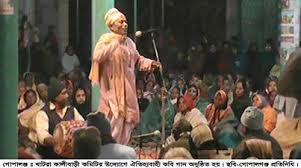 গোপালগঞ্জ : খাটরা কালীবাড়ী কমিটির উদ্যোগে ঐতিহ্যবাহী কবি গান অনুষ্ঠিত হয়। ছবি-গোপালগঞ্জ প্রতিনিধি।